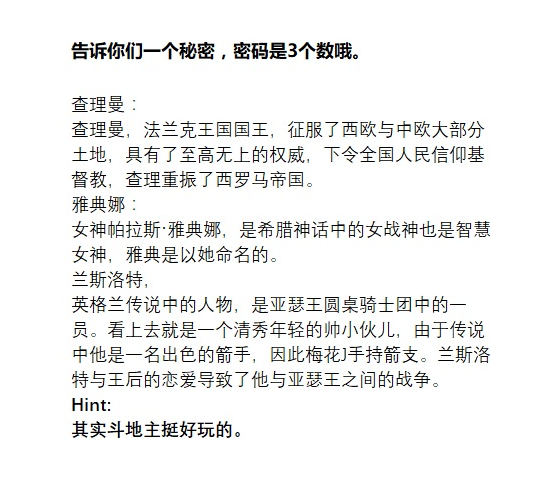 告诉你们一个秘密，密码是3个数哦。
查理曼：
查理曼，法兰克王国国王，征服了西欧与中欧大部分
土地，具有了至高无上的权威，下令全国人民信仰基
督教，查理重振了西罗马帝国。
雅典娜：
女神帕拉斯·雅典娜，是希腊神话中的女战神也是智慧
女神，雅典是以她命名的。
兰斯洛特，
英格兰传说中的人物，是亚瑟王圆桌骑士团中的一
员。看上去就是一个清秀年轻的帅小伙儿，由于传说
中他是一名出色的箭手，因此梅花J手持箭支。兰斯洛
特与王后的恋爱导致了他与亚瑟王之间的战争。
Hint:
其实斗地主挺好玩的。